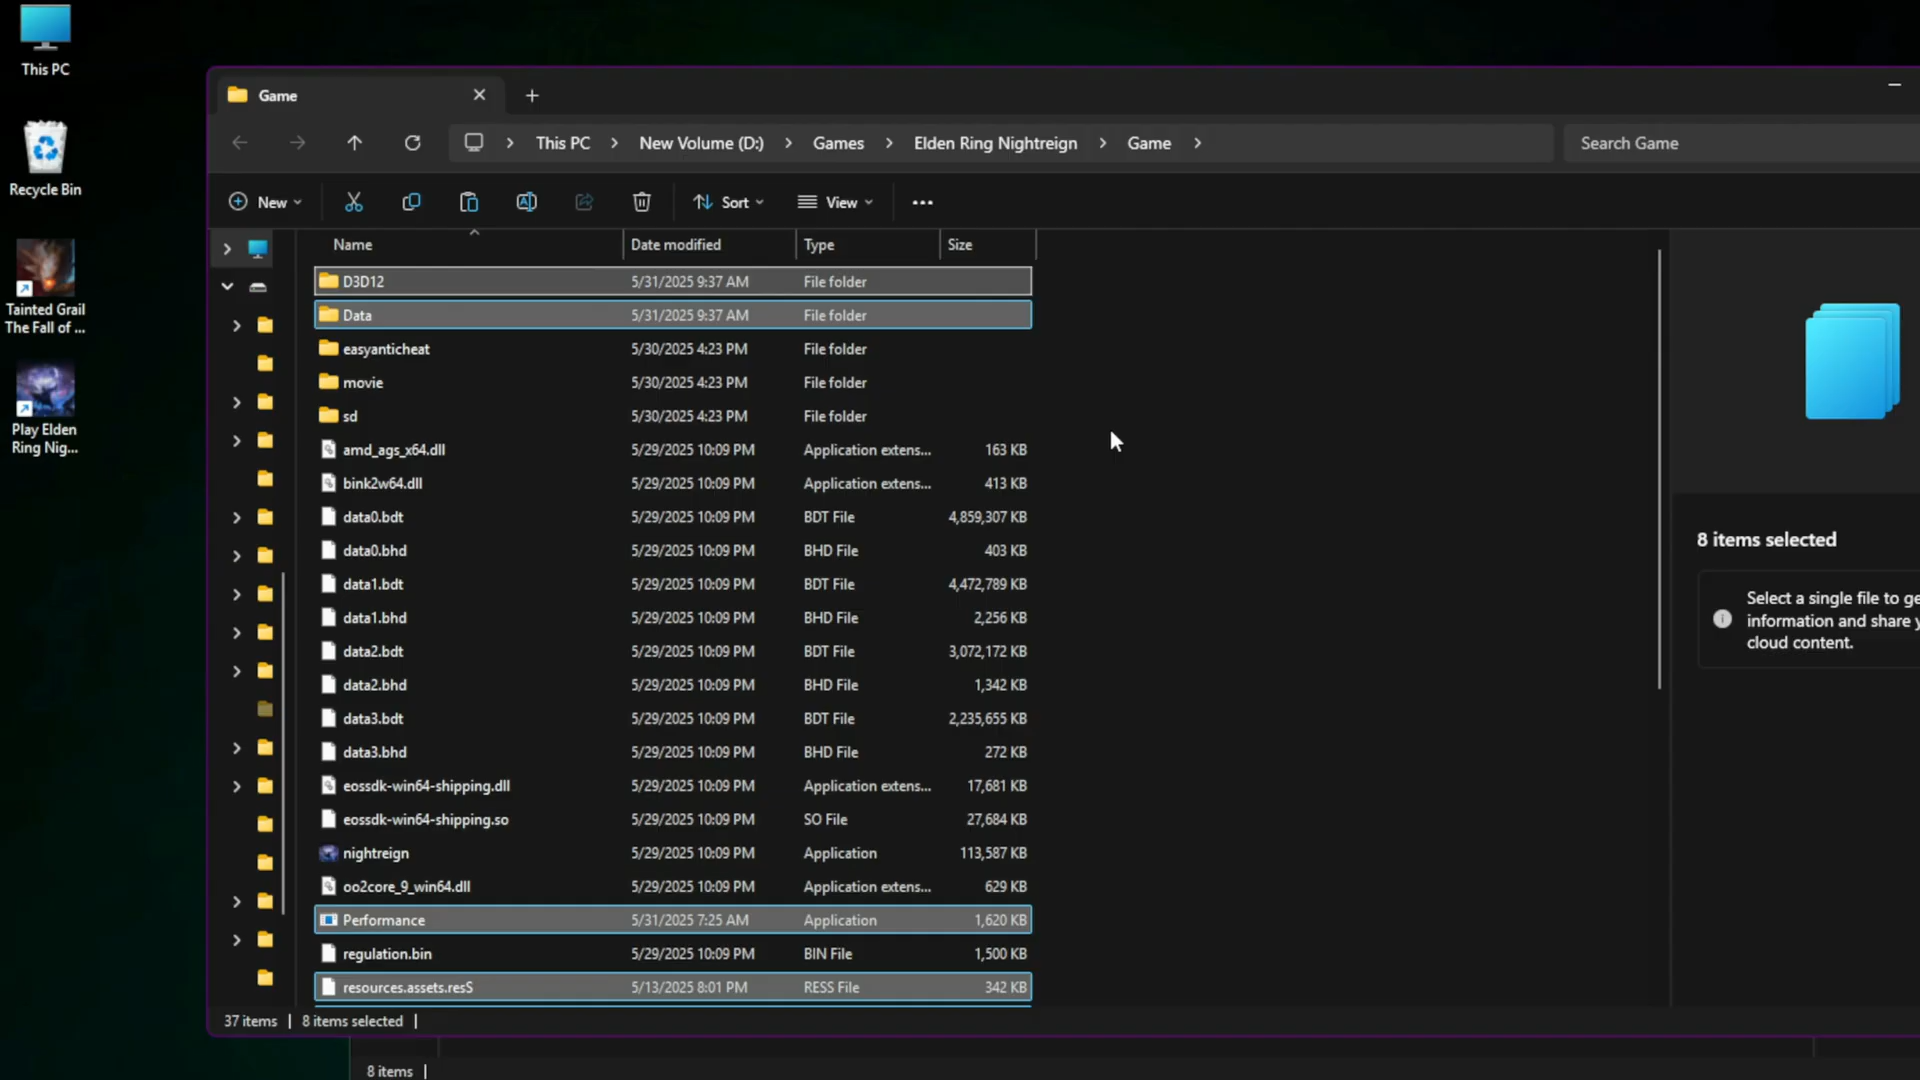 This PC
Recycle Bin
Tainted Grail
The Fall of ...
Play Elden
Ring Nig...
Game
This PC
New Volume (D:)
Games
Elden Ring Nightreign
Game
Search Game
New
Sort
View
Name Date modified Type Size
D3D12 5/31/2025 9:37 AM File folder
Data 5/31/2025 9:37 AM File folder
easyanticheat 5/30/2025 4:23 PM File folder
movie 5/30/2025 4:23 PM File folder
sd 5/30/2025 4:23 PM File folder
amd_ags_x64.dll 5/29/2025 10:09 PM Application extens... 163 KB
bink2w64.dll 5/29/2025 10:09 PM Application extens... 413 KB
data0.bdt 5/29/2025 10:09 PM BDT File 4,859,307 KB
data0.bhd 5/29/2025 10:09 PM BHD File 403 KB
data1.bdt 5/29/2025 10:09 PM BDT File 4,472,789 KB
data1.bhd 5/29/2025 10:09 PM BHD File 2,256 KB
data2.bdt 5/29/2025 10:09 PM BDT File 3,072,172 KB
data2.bhd 5/29/2025 10:09 PM BHD File 1,342 KB
data3.bdt 5/29/2025 10:09 PM BDT File 2,235,655 KB
data3.bhd 5/29/2025 10:09 PM BHD File 272 KB
eossdk-win64-shipping.dll 5/29/2025 10:09 PM Application extens... 17,681 KB
eossdk-win64-shipping.so 5/29/2025 10:09 PM SO File 27,684 KB
nightreign 5/29/2025 10:09 PM Application 113,587 KB
oo2core_9_win64.dll 5/29/2025 10:09 PM Application extens... 629 KB
Performance 5/31/2025 7:25 AM Application 1,620 KB
regulation.bin 5/29/2025 10:09 PM BIN File 1,500 KB
resources.assets.resS 5/13/2025 8:01 PM RESS File 342 KB
8 items selected
Select a single file to ge
information and share y
cloud content.
37 items
8 items selected
8 items